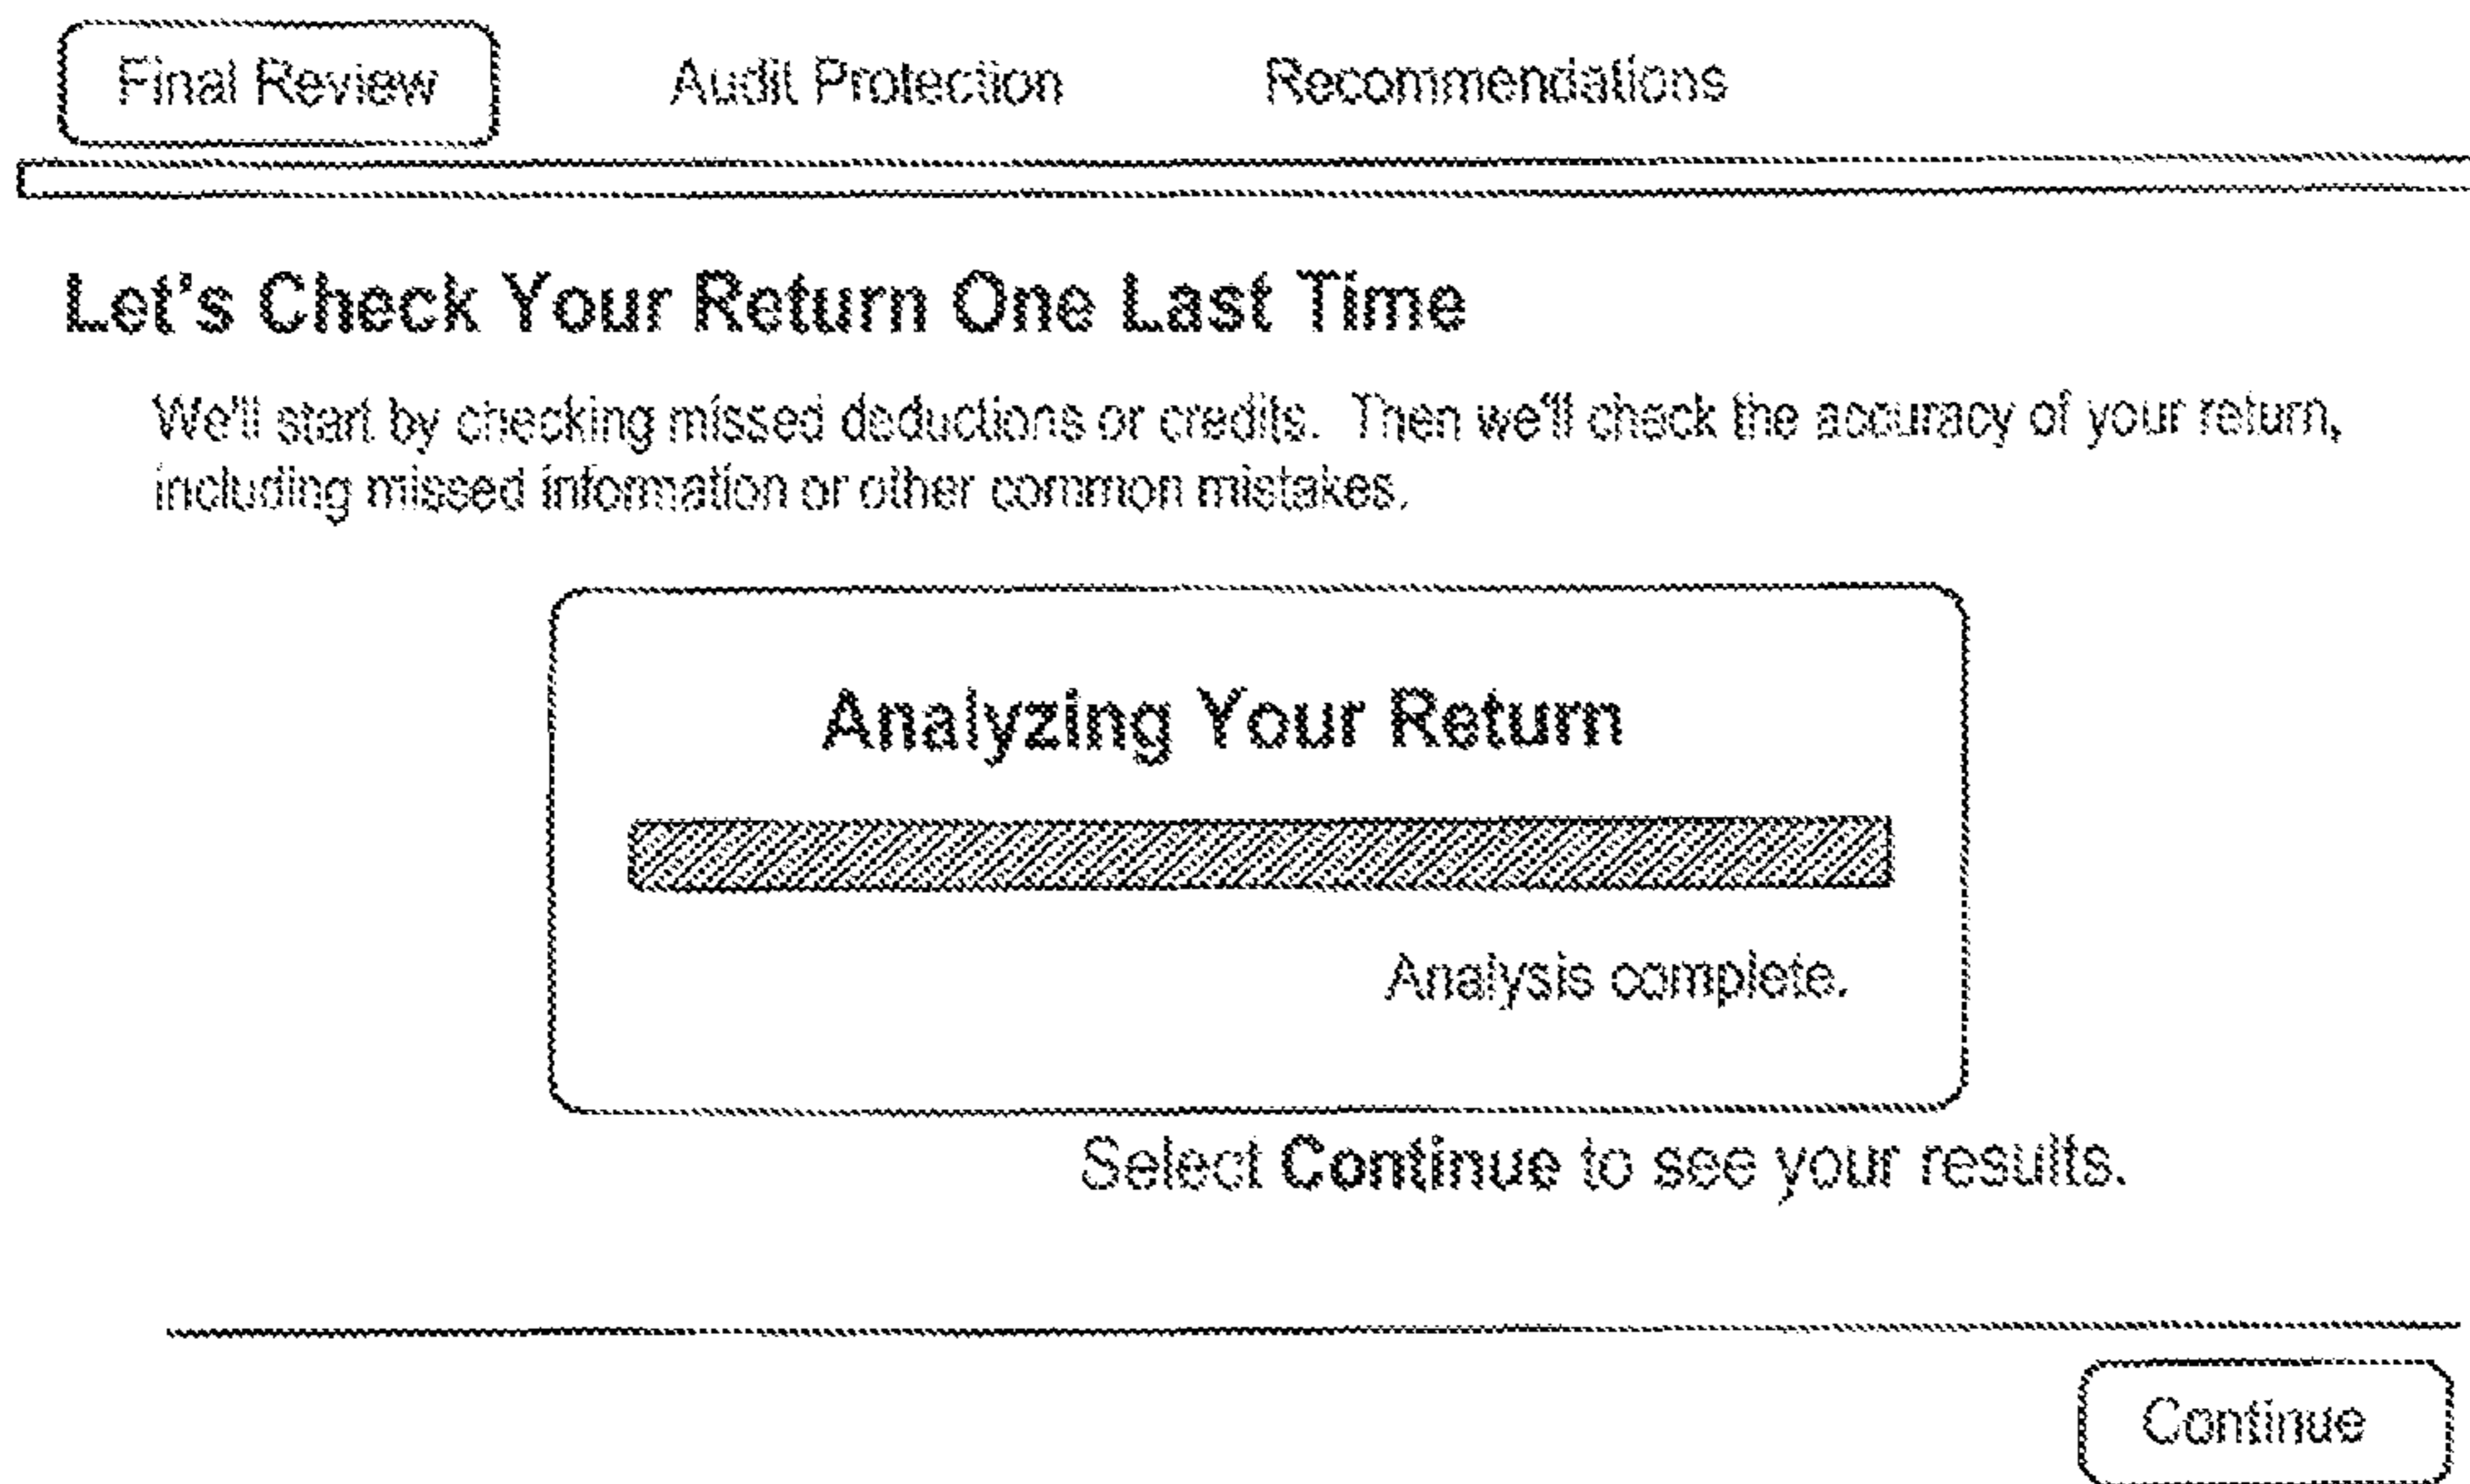 Final Review Audit Protection Recommendations
Let's Check Your Return One Last Time
We'll start by checking missed deductions or credits. Then we'll check the accuracy of your return,
including missed information or other common mistakes.
Analyzing Your Return
Analysis complete.
Select Continue to see your results.
Continue